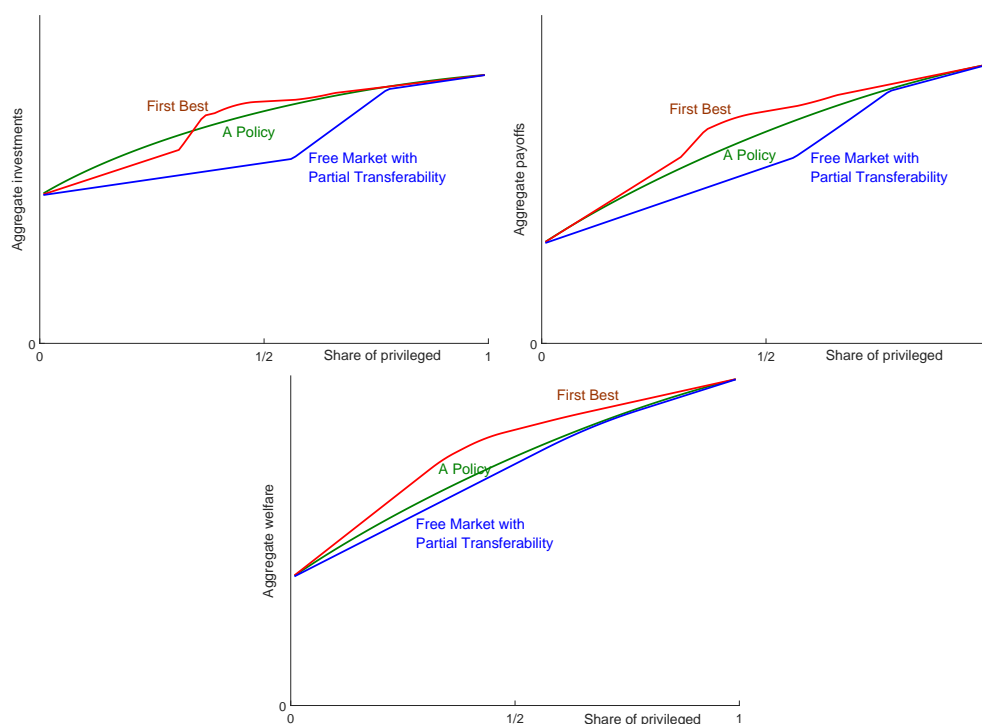 Aggregate investments
First Best
A Policy
Free Market with
Partial Transferability
0
0
1/2
Share of privileged
1
Aggregate payoffs
First Best
A Policy
Free Market with
Partial Transferability
0
0
1/2
Share of privileged
Aggregate welfare
First Best
A Policy
Free Market with
Partial Transferability
0
0
1/2
Share of privileged
1